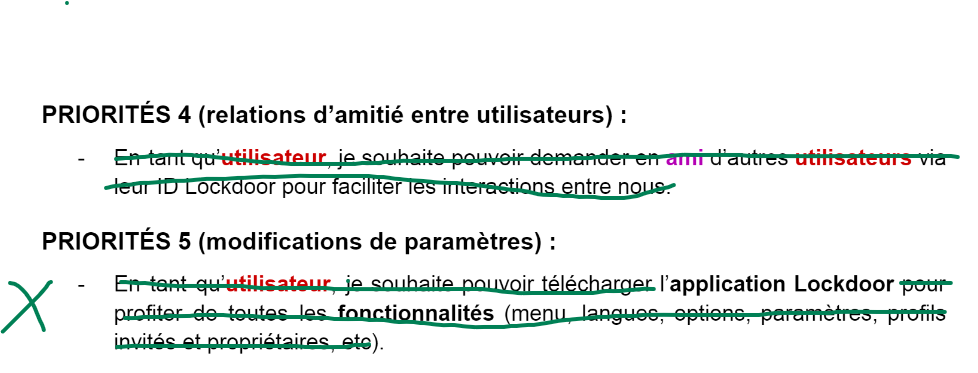 PRIORITÉS 4 (relations d’amitié entre utilisateurs) :
- En tant qu’utilisateur, je souhaite pouvoir demander en ami d’autres utilisateurs via
leur ID Lockdoor pour faciliter les interactions entre nous.
PRIORITÉS 5 (modifications de paramètres) :
- En tant qu’utilisateur, je souhaite pouvoir télécharger l’application Lockdoor pour
profiter de toutes les fonctionnalités (menu, langues, options, paramètres, profils
invités et propriétaires, etc).